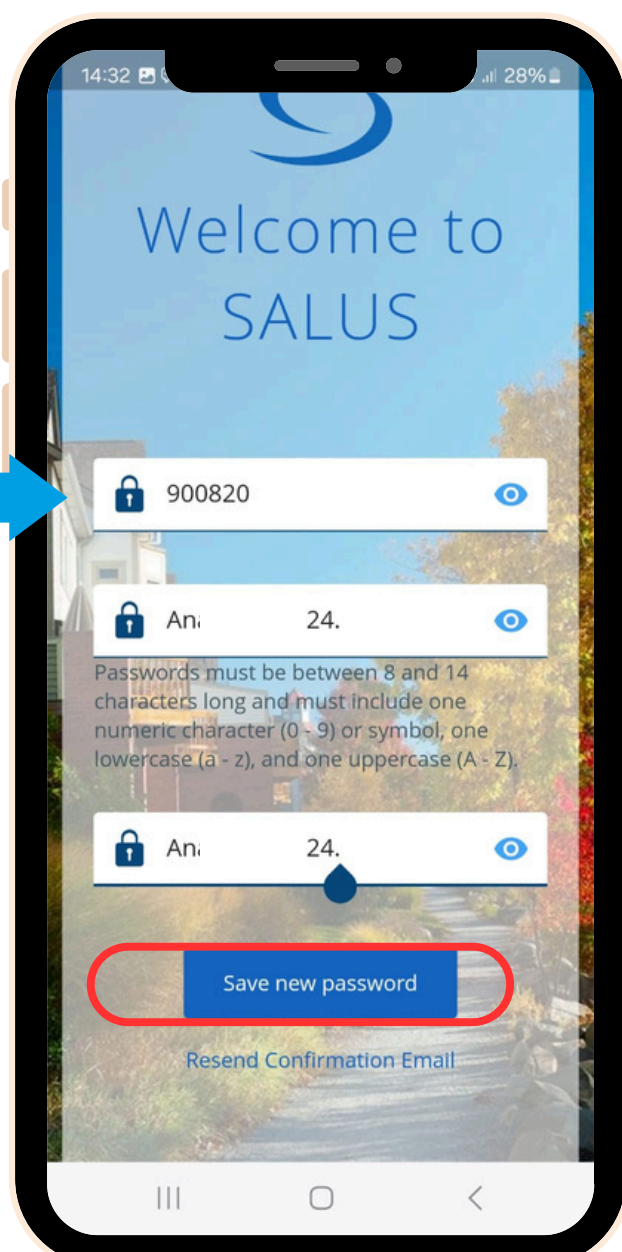 14:32 28%
Welcome to
SALUS
900820
Ana 24.
Passwords must be between 8 and 14
characters long and must include one
numeric character (0 - 9) or symbol, one
lowercase (a - z), and one uppercase (A - Z).
Ana 24.
Save new password
Resend Confirmation Email